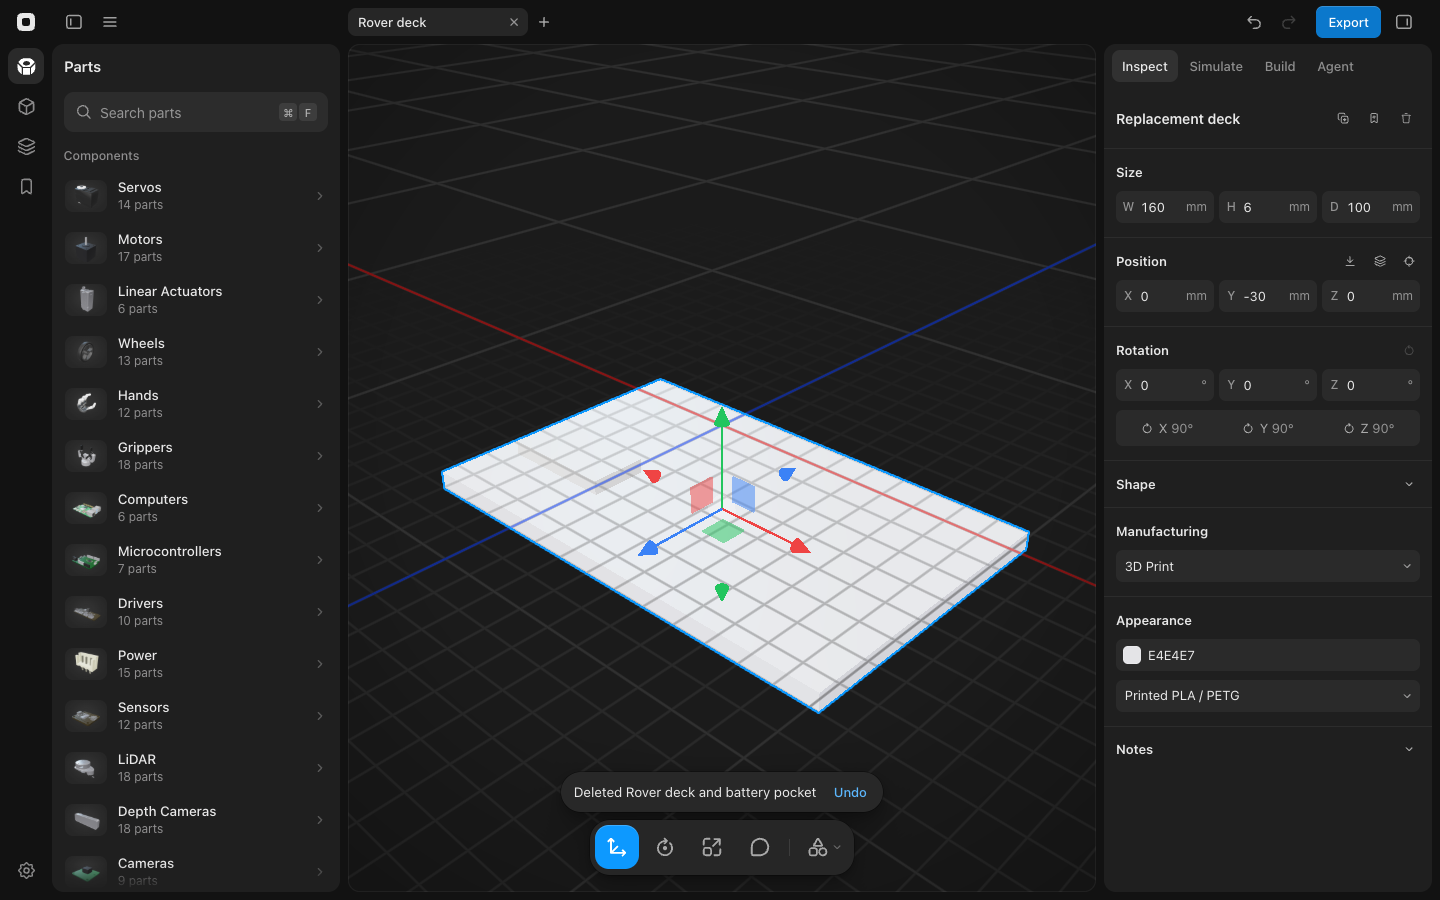 Rover deck
Export
Parts
Search parts ⌘ F
Components
Servos
14 parts
Motors
17 parts
Linear Actuators
6 parts
Wheels
13 parts
Hands
12 parts
Grippers
18 parts
Computers
6 parts
Microcontrollers
7 parts
Drivers
10 parts
Power
15 parts
Sensors
12 parts
LiDAR
18 parts
Depth Cameras
18 parts
Cameras
9 parts
Deleted Rover deck and battery pocket Undo
Inspect Simulate Build Agent
Replacement deck
Size
W 160 mm H 6 mm D 100 mm
Position
X 0 mm Y -30 mm Z 0 mm
Rotation
X 0 ° Y 0 ° Z 0 °
X 90° Y 90° Z 90°
Shape
Manufacturing
3D Print
Appearance
E4E4E7
Printed PLA / PETG
Notes